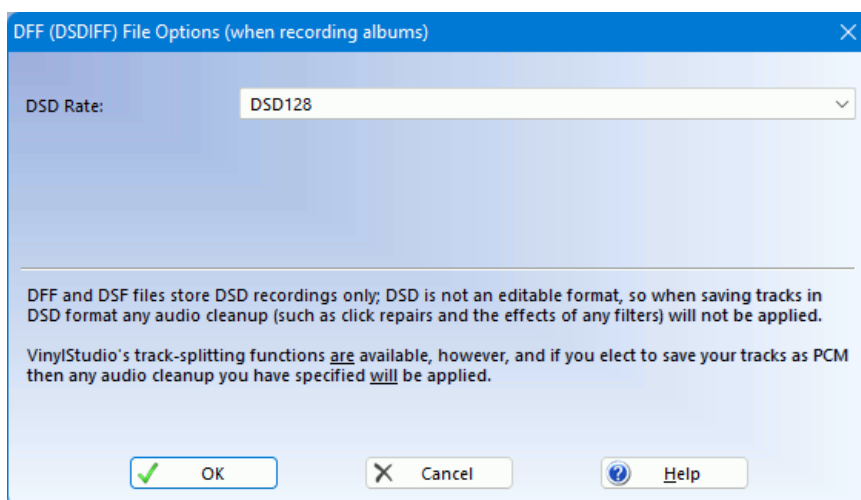 DFF (DSDIFF) File Options (when recording albums)
DSD Rate:
DSD128
DFF and DSF files store DSD recordings only; DSD is not an editable format, so when saving tracks in
DSD format any audio cleanup (such as click repairs and the effects of any filters) will not be applied.
VinylStudio's track-splitting functions are available, however, and if you elect to save your tracks as PCM
then any audio cleanup you have specified will be applied.
OK
Cancel
Help